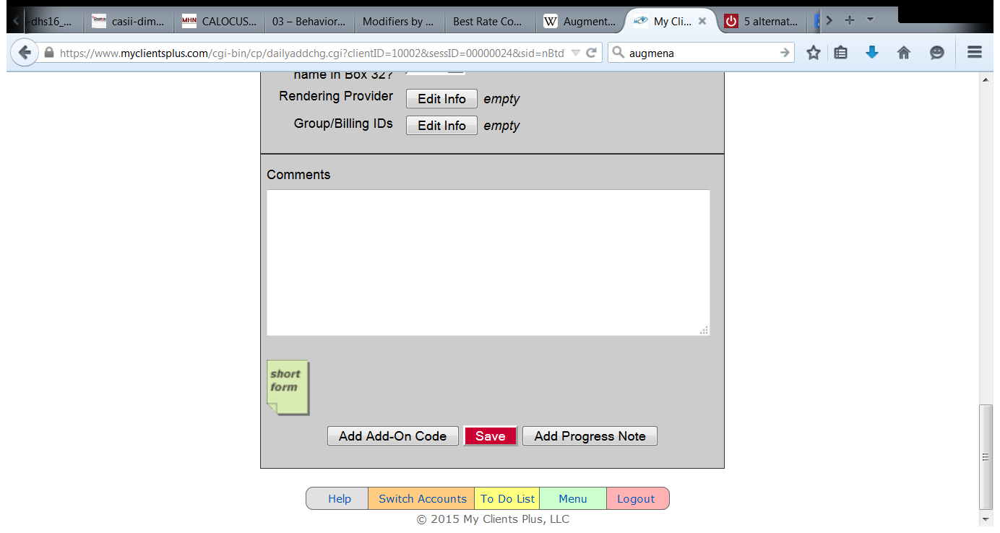 -dhs16_... casii-dim... MHN CALOCUS... 03 – Behavior... Modifiers by ... Best Rate Co... W Augment... My Cli... × 5 alternat...
https://www.myclientsplus.com/cgi-bin/cp/dailyaddchg.cgi?clientID=10002&sessID=00000024&sid=nBtd augmena
name in Box 32?
Rendering Provider Edit Info empty
Group/Billing IDs Edit Info empty
Comments
short
form
Add Add-On Code Save Add Progress Note
Help Switch Accounts To Do List Menu Logout
© 2015 My Clients Plus, LLC